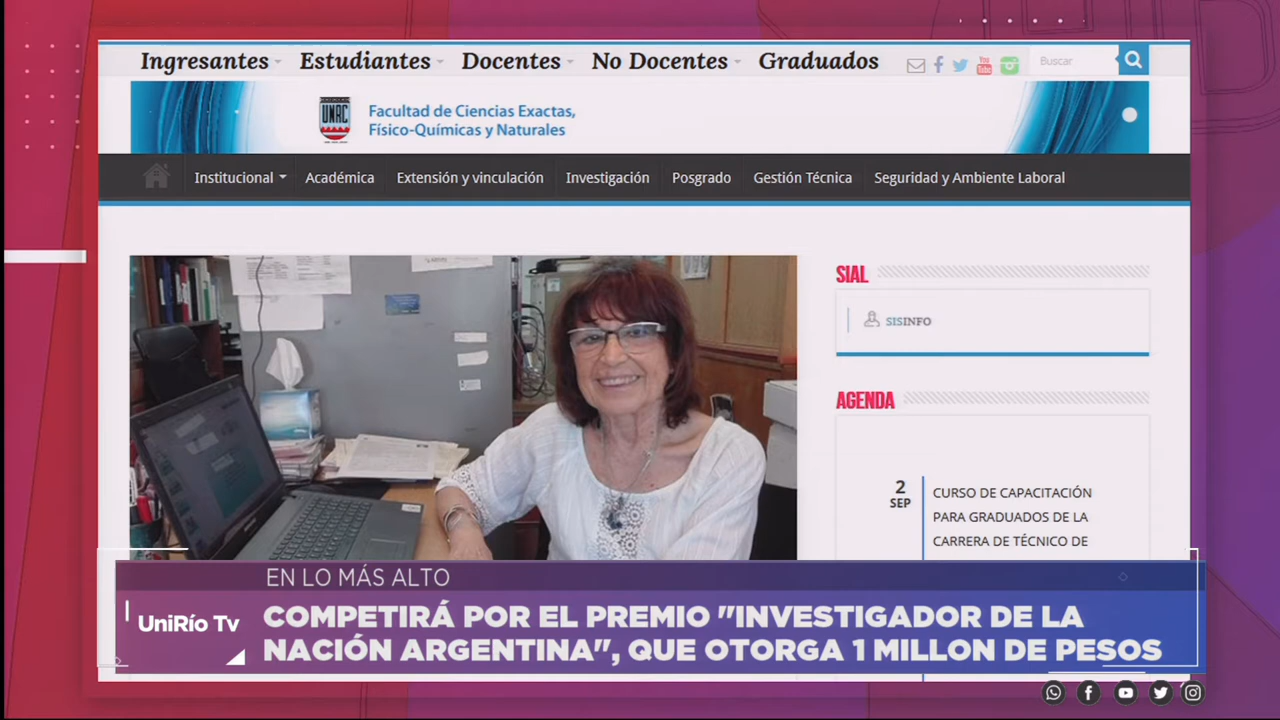 Ingresantes Estudiantes Docentes No Docentes Graduados Buscar
You Tube
UNRC
Facultad de Ciencias Exactas,
Físico-Químicas y Naturales
Institucional Académica Extensión y vinculación Investigación Posgrado Gestión Técnica Seguridad y Ambiente Laboral
SIAL
SISINFO
AGENDA
2
SEP
CURSO DE CAPACITACIÓN
PARA GRADUADOS DE LA
CARRERA DE TÉCNICO DE
EN LO MÁS ALTO
UniRío Tv
COMPETIRÁ POR EL PREMIO "INVESTIGADOR DE LA
NACIÓN ARGENTINA", QUE OTORGA 1 MILLON DE PESOS